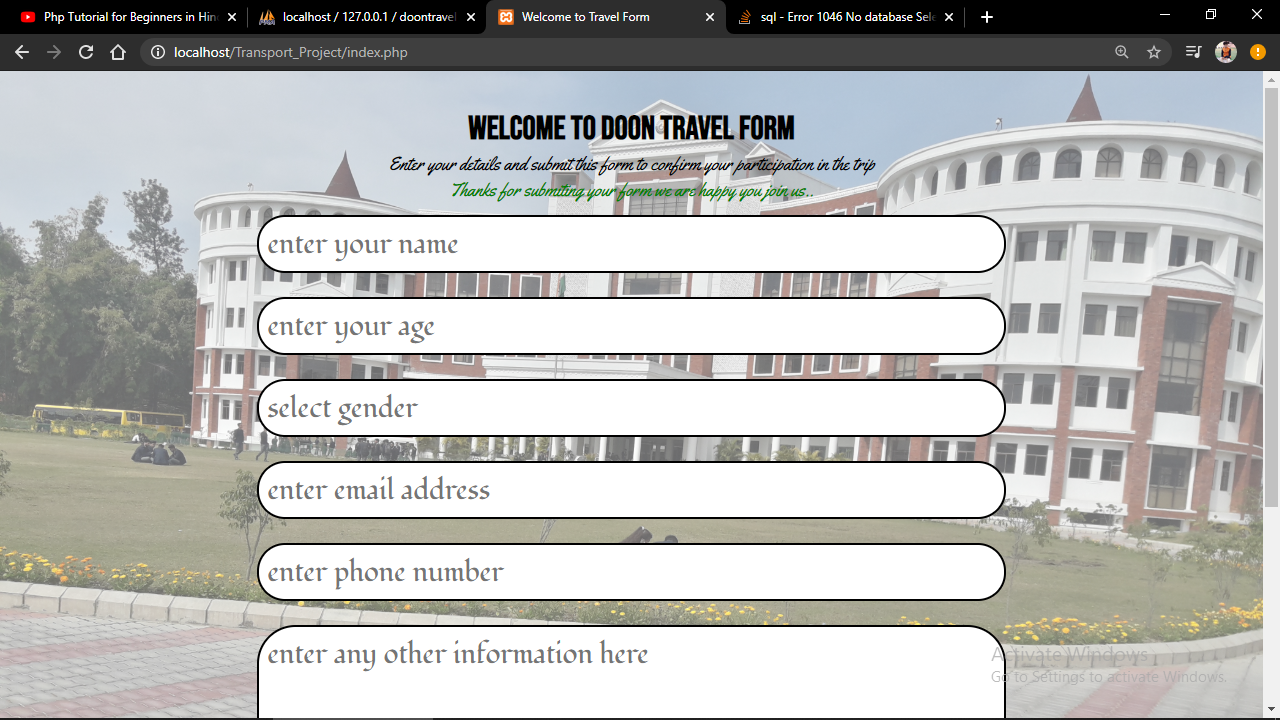 Php Tutorial for Beginners in Hin
localhost / 127.0.0.1 / doontravel
Welcome to Travel Form
sql - Error 1046 No database Sele
localhost/Transport_Project/index.php
WELCOME TO DOON TRAVEL FORM
Enter your details and submit this form to confirm your participation in the trip
Thanks for submiting your form we are happy you join us..
enter your name
enter your age
select gender
enter email address
enter phone number
enter any other information here
Activate Windows
Go to Settings to activate Windows.